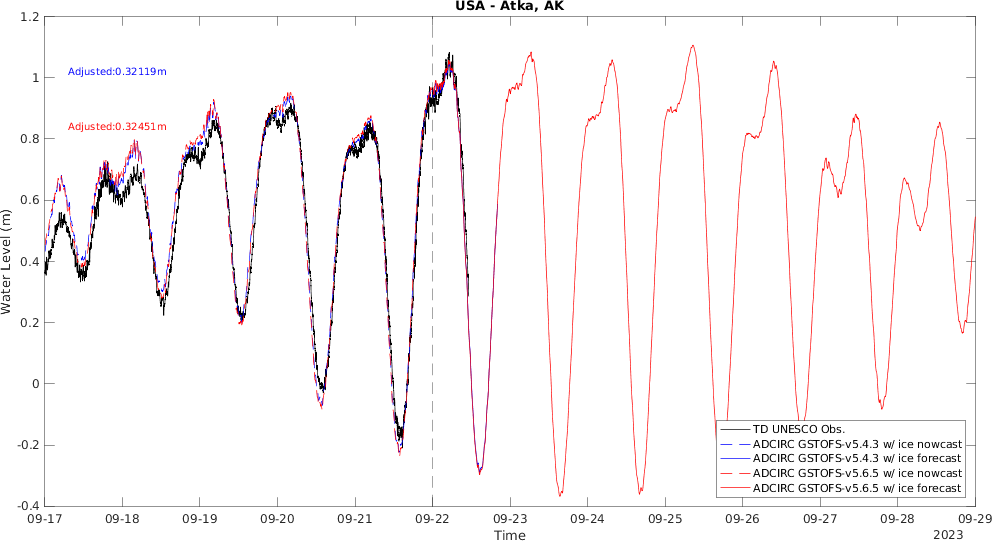 USA - Atka, AK
1.2
1
0.8
0.6
0.4
0.2
0
-0.2
-0.4
Water Level (m)
Adjusted:0.32119m
Adjusted:0.32451m
TD UNESCO Obs.
ADCIRC GSTOFS-v5.4.3 w/ ice nowcast
ADCIRC GSTOFS-v5.4.3 w/ ice forecast
ADCIRC GSTOFS-v5.6.5 w/ ice nowcast
ADCIRC GSTOFS-v5.6.5 w/ ice forecast
09-17 09-18 09-19 09-20 09-21 09-22 09-23 09-24 09-25 09-26 09-27 09-28 09-29
Time
2023